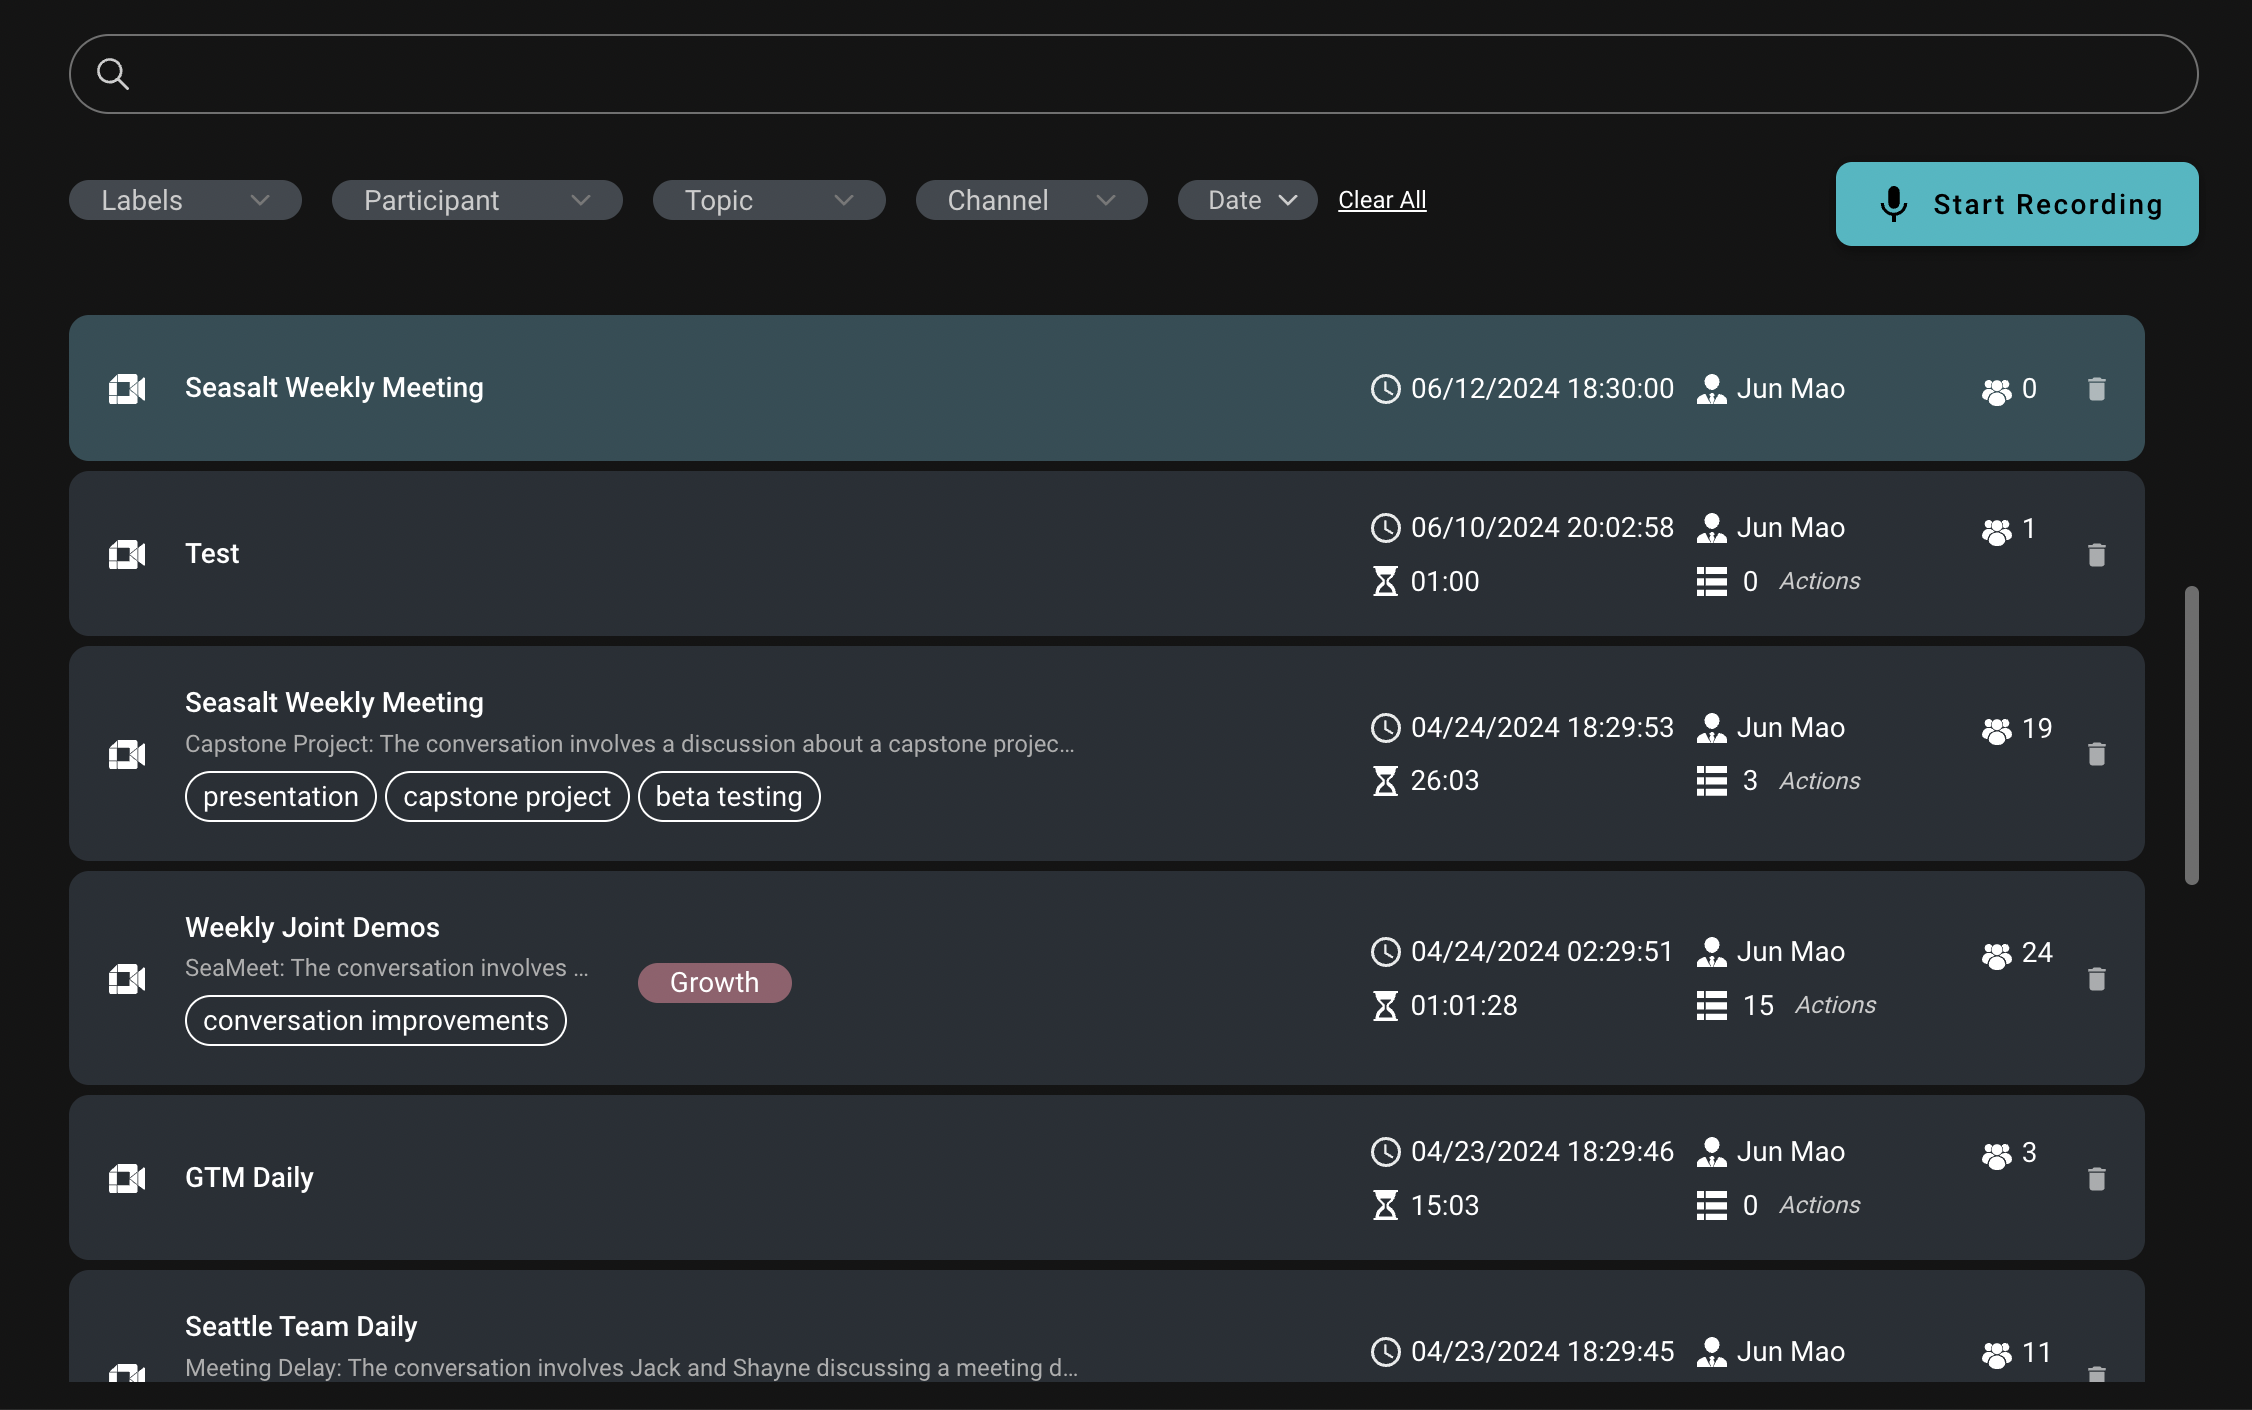 Labels Participant Topic Channel Date Clear All Start Recording
Seasalt Weekly Meeting 06/12/2024 18:30:00 Jun Mao 0
Test 06/10/2024 20:02:58 Jun Mao 1
01:00 0 Actions
Seasalt Weekly Meeting
Capstone Project: The conversation involves a discussion about a capstone projec...
presentation capstone project beta testing
04/24/2024 18:29:53 Jun Mao 19
26:03 3 Actions
Weekly Joint Demos
SeaMeet: The conversation involves ...
conversation improvements
Growth
04/24/2024 02:29:51 Jun Mao 24
01:01:28 15 Actions
GTM Daily
04/23/2024 18:29:46 Jun Mao 3
15:03 0 Actions
Seattle Team Daily
Meeting Delay: The conversation involves Jack and Shayne discussing a meeting d...
04/23/2024 18:29:45 Jun Mao 11